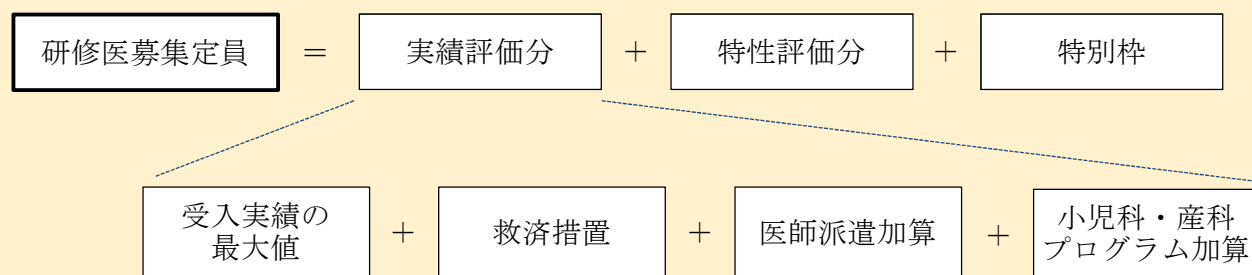 研修医募集定員 ＝ 実績評価分 ＋ 特性評価分 ＋ 特別枠
受入実績の
最大値 ＋ 救済措置 ＋ 医師派遣加算 ＋ 小児科・産科
プログラム加算